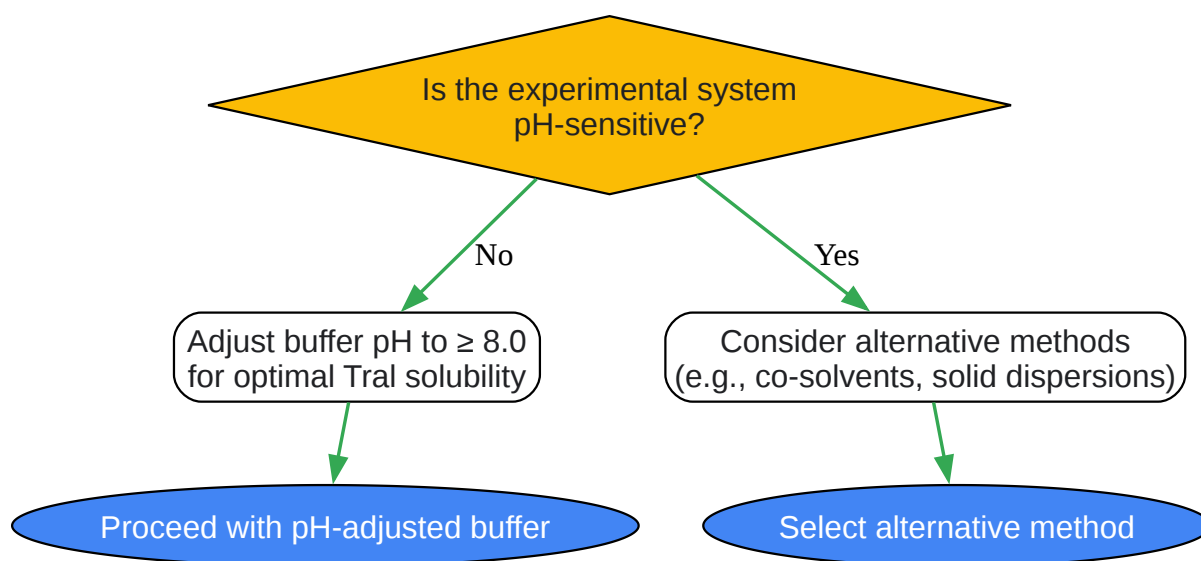 Is the experimental system
pH-sensitive?
No
Yes
Adjust buffer pH to ≥ 8.0
for optimal Tral solubility
Consider alternative methods
(e.g., co-solvents, solid dispersions)
Proceed with pH-adjusted buffer
Select alternative method